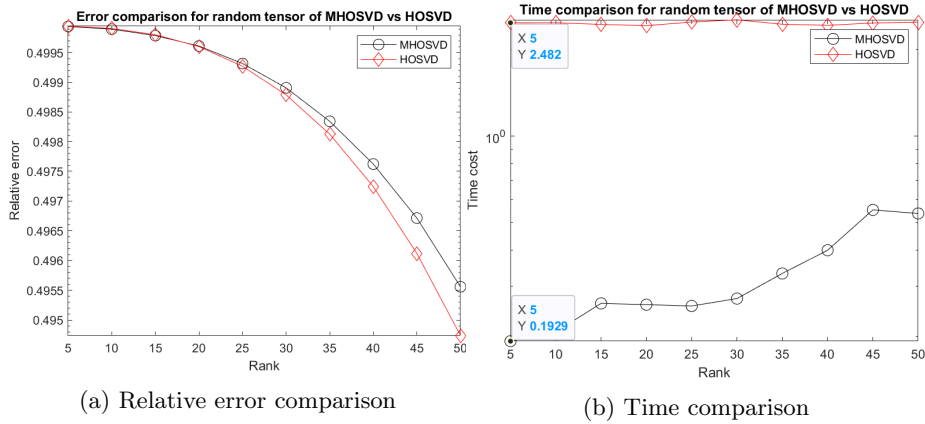 Error comparison for random tensor of MHOSVD vs HOSVD
MHOSVD
HOSVD
0.4995
0.499
0.4985
0.498
0.4975
0.497
0.4965
0.496
0.4955
0.495
Relative error
5 10 15 20 25 30 35 40 45 50
Rank
(a) Relative error comparison
Time comparison for random tensor of MHOSVD vs HOSVD
X 5
Y 2.482
MHOSVD
HOSVD
10^0
Time cost
X 5
Y 0.1929
5 10 15 20 25 30 35 40 45 50
Rank
(b) Time comparison